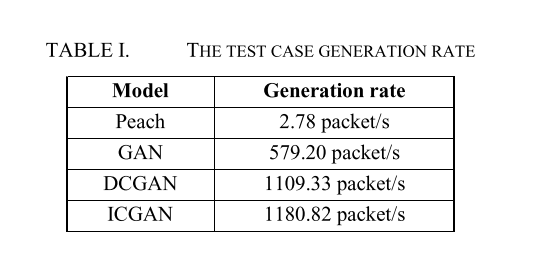 TABLE I. THE TEST CASE GENERATION RATE
Model Generation rate
Peach 2.78 packet/s
GAN 579.20 packet/s
DCGAN 1109.33 packet/s
ICGAN 1180.82 packet/s